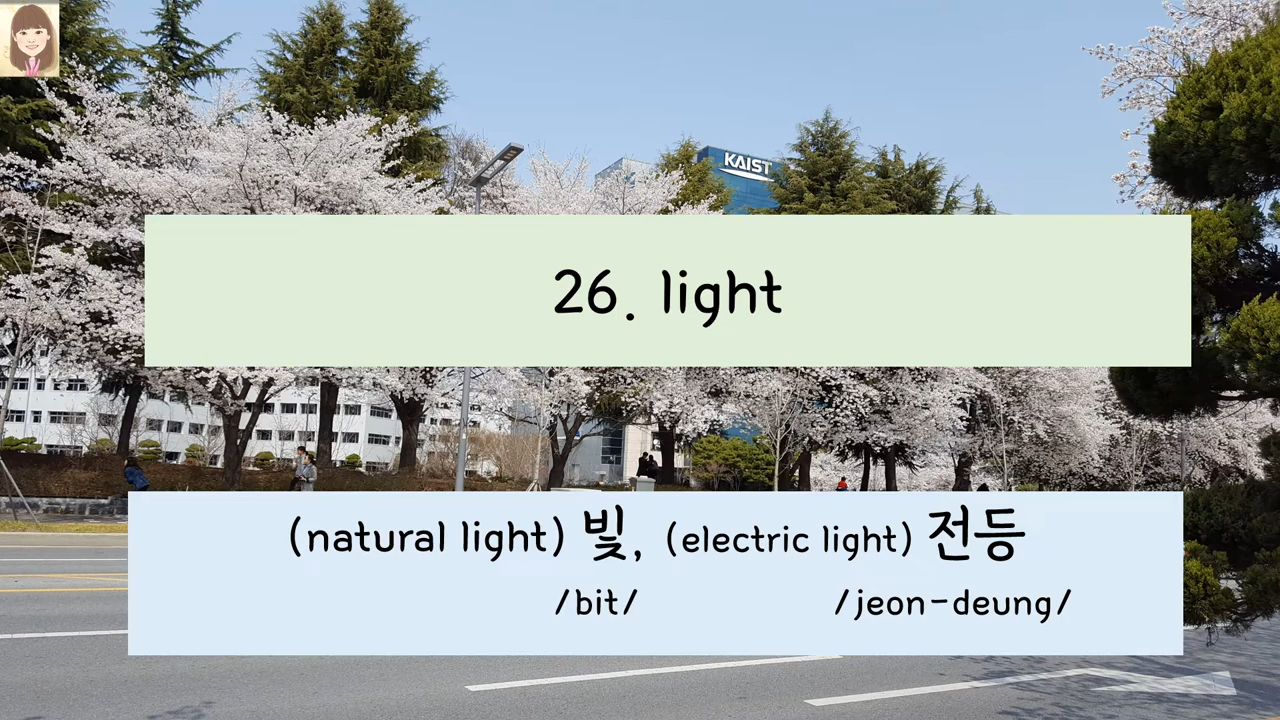 KAIST
26. light
(natural light) 빛, (electric light) 전등
/bit/ /jeon-deung/